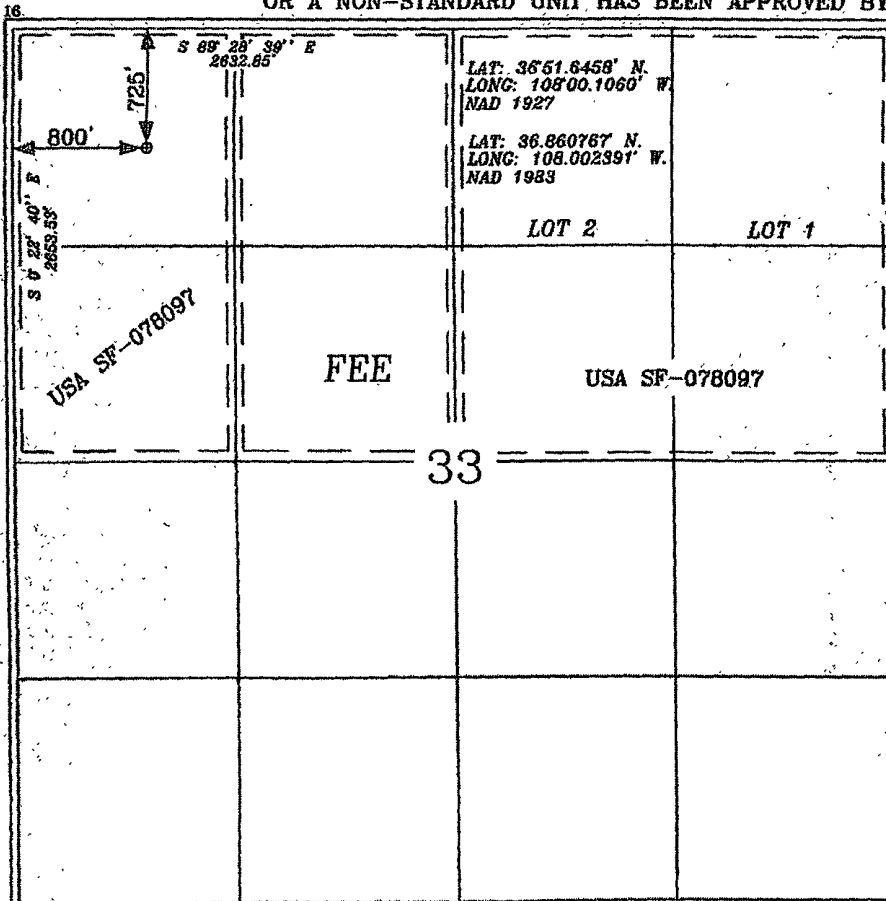 OR A NON-STANDARD UNIT HAS BEEN APPROVED BY
16.
S 89° 28' 39'' E
2632.85'
725'
800'
S 0° 22' 40'' E
2653.53'
LAT: 36°51.6458' N.
LONG: 108°00.1060' W.
NAD 1927
LAT: 36.860767° N.
LONG: 108.002391° W.
NAD 1983
LOT 2
LOT 1
USA SF-078097
FEE
USA SF-078097
33